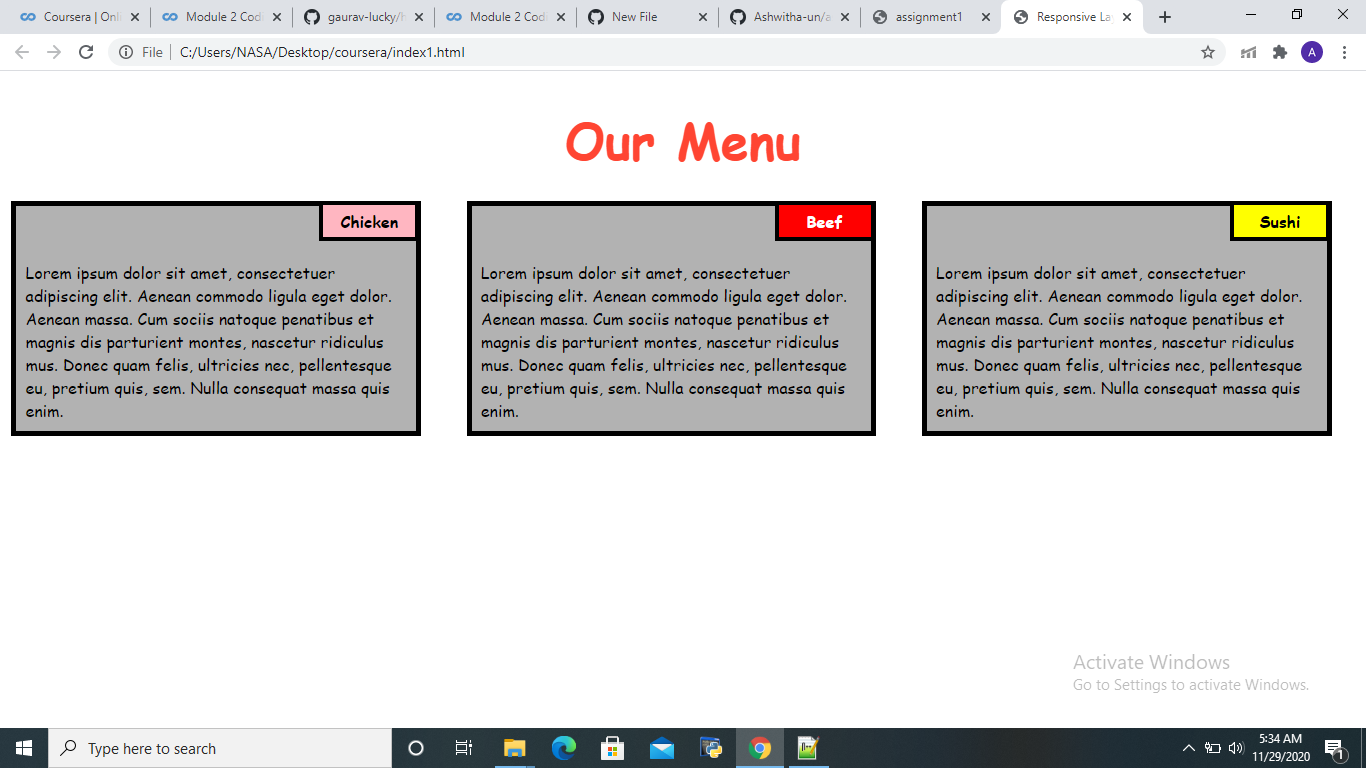 Coursera | Onli
Module 2 Codi
gaurav-lucky/h
Module 2 Codi
New File
Ashwitha-un/a
assignment1
Responsive La
File
C:/Users/NASA/Desktop/coursera/index1.html
A
Our Menu
Chicken
Lorem ipsum dolor sit amet, consectetuer
adipiscing elit. Aenean commodo ligula eget dolor.
Aenean massa. Cum sociis natoque penatibus et
magnis dis parturient montes, nascetur ridiculus
mus. Donec quam felis, ultricies nec, pellentesque
eu, pretium quis, sem. Nulla consequat massa quis
enim.
Beef
Lorem ipsum dolor sit amet, consectetuer
adipiscing elit. Aenean commodo ligula eget dolor.
Aenean massa. Cum sociis natoque penatibus et
magnis dis parturient montes, nascetur ridiculus
mus. Donec quam felis, ultricies nec, pellentesque
eu, pretium quis, sem. Nulla consequat massa quis
enim.
Sushi
Lorem ipsum dolor sit amet, consectetuer
adipiscing elit. Aenean commodo ligula eget dolor.
Aenean massa. Cum sociis natoque penatibus et
magnis dis parturient montes, nascetur ridiculus
mus. Donec quam felis, ultricies nec, pellentesque
eu, pretium quis, sem. Nulla consequat massa quis
enim.
Activate Windows
Go to Settings to activate Windows.
Type here to search
5:34 AM
11/29/2020
1